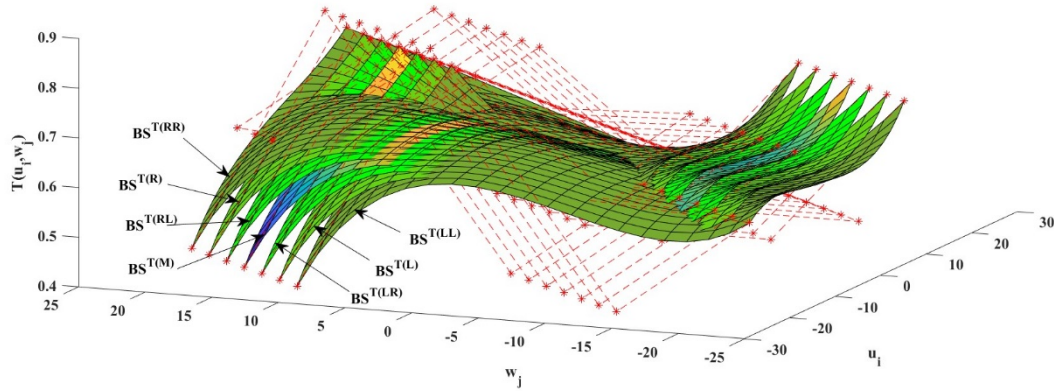 0.9
0.8
0.7
0.6
0.5
0.4
T(u_i,w_j)
BS^T(RR)
BS^T(R)
BS^T(RL)
BS^T(M)
BS^T(LR)
BS^T(L)
BS^T(LL)
25
20
15
10
5
0
-5
-10
-15
-20
-25
w_j
-30
-20
-10
0
10
20
30
u_i